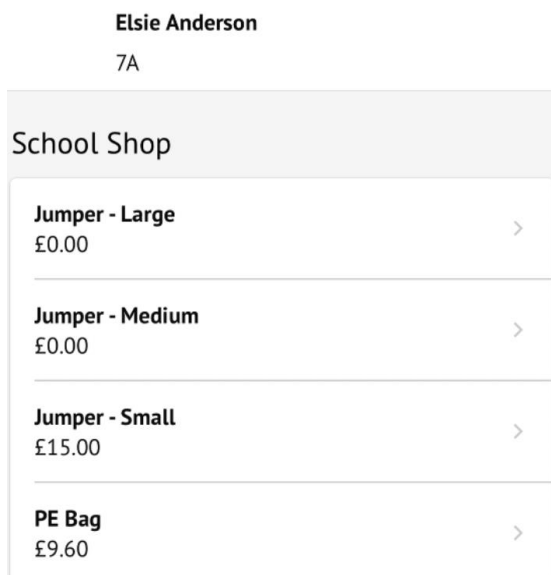 Elsie Anderson
7A
School Shop
Jumper - Large
£0.00
Jumper - Medium
£0.00
Jumper - Small
£15.00
PE Bag
£9.60